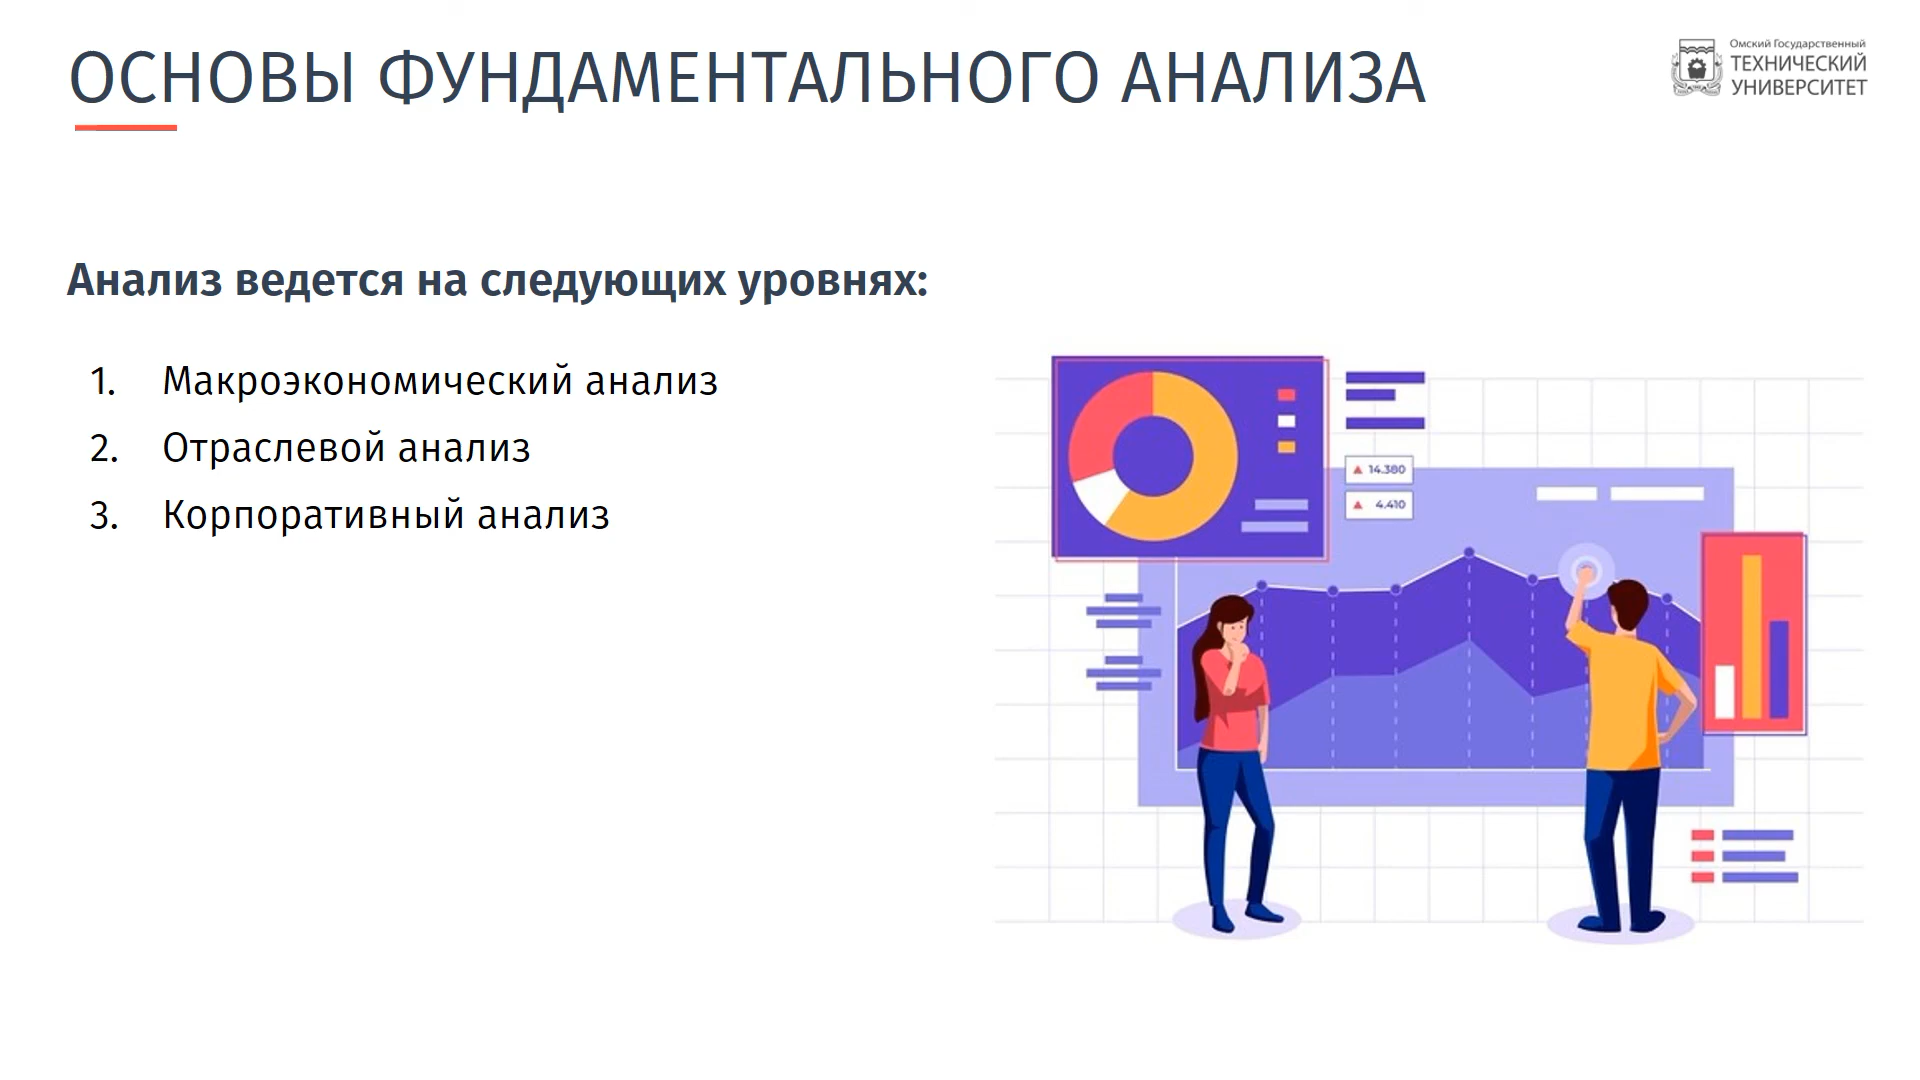 ОСНОВЫ ФУНДАМЕНТАЛЬНОГО АНАЛИЗА
Омский Государственный
ТЕХНИЧЕСКИЙ
УНИВЕРСИТЕТ
Анализ ведется на следующих уровнях:
1. Макроэкономический анализ
2. Отраслевой анализ
3. Корпоративный анализ
14.380
4.410